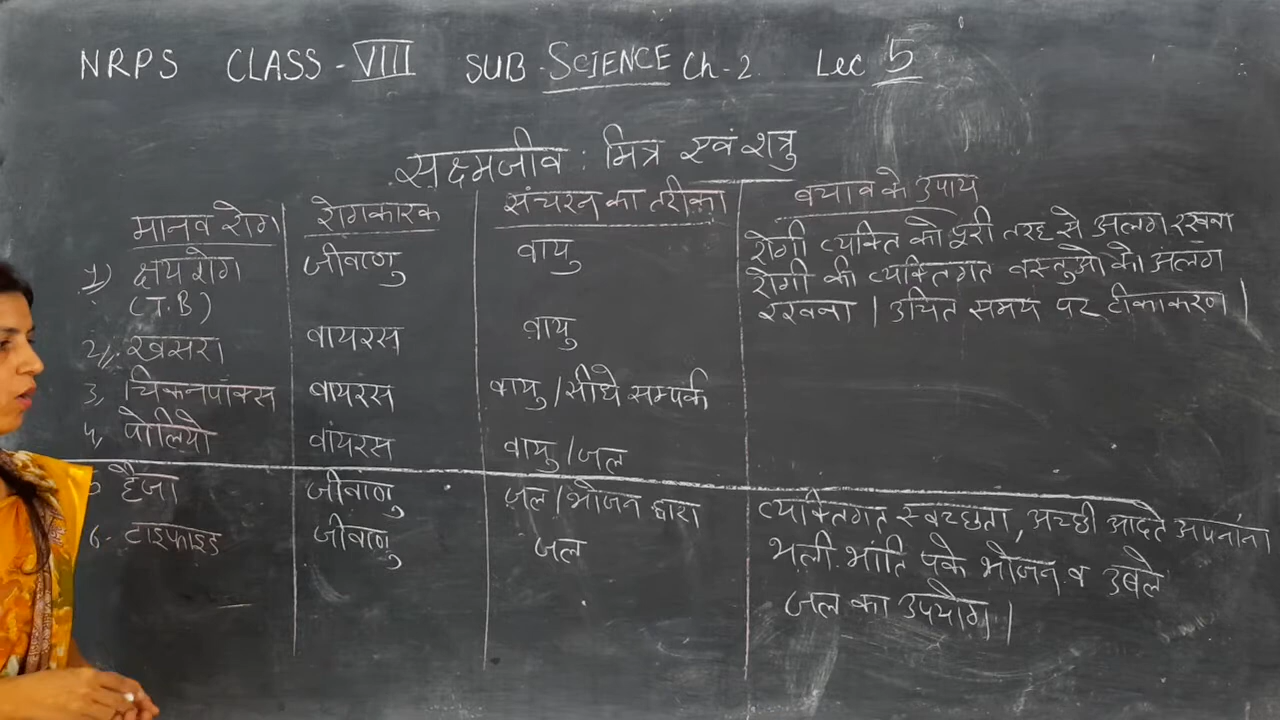 NRPS CLASS - VIII SUB - SCIENCE Ch - 2 Lec 5
सूक्ष्मजीव : मित्र एवं शत्रु
मानव रोग रोगकारक संचरन का तरीका बचाव के उपाय
1) क्षय रोग जीवाणु वायु रोगी व्यक्ति को पूरी तरह से अलग रखना
(T.B) रोगी की व्यक्तिगत वस्तुओ को अलग
रखना । उचित समय पर टीकाकरण ।
2, खसरा वायरस वायु
3, चिकनपॉक्स वायरस वायु / सीधे सम्पर्क
4, पोलियो वायरस वायु / जल
हैजा जीवाणु जल / भोजन द्वारा व्यक्तिगत स्वच्छता, अच्छी आदते अपनाना
6. टाइफाइड जीवाणु जल भली भांति पके भोजन व उबले
जल का उपयोग ।